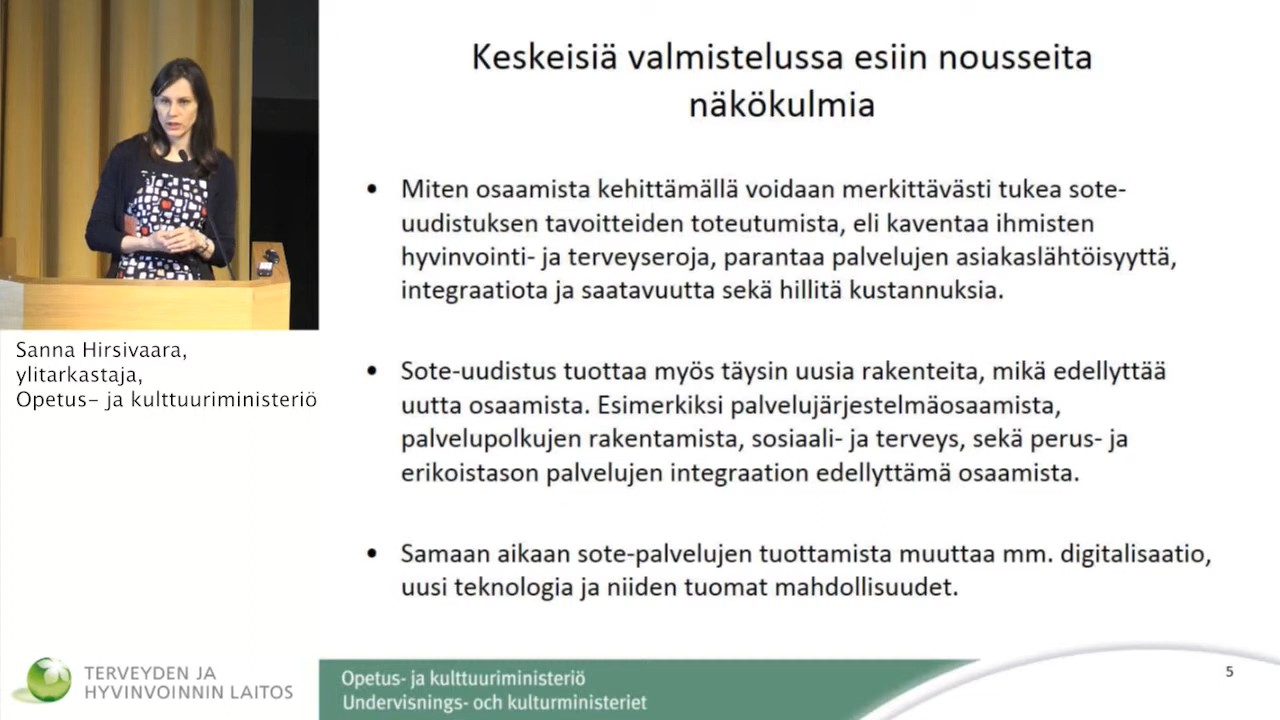 Keskeisiä valmistelussa esiin nousseita
näkökulmia
• Miten osaamista kehittämällä voidaan merkittävästi tukea sote-
uudistuksen tavoitteiden toteutumista, eli kaventaa ihmisten
hyvinvointi- ja terveyseroja, parantaa palvelujen asiakaslähtöisyyttä,
integraatiota ja saatavuutta sekä hillitä kustannuksia.
• Sote-uudistus tuottaa myös täysin uusia rakenteita, mikä edellyttää
uutta osaamista. Esimerkiksi palvelujärjestelmäosaamista,
palvelupolkujen rakentamista, sosiaali- ja terveys, sekä perus- ja
erikoistason palvelujen integraation edellyttämä osaamista.
• Samaan aikaan sote-palvelujen tuottamista muuttaa mm. digitalisaatio,
uusi teknologia ja niiden tuomat mahdollisuudet.
Sanna Hirsivaara,
ylitarkastaja,
Opetus- ja kulttuuriministeriö
TERVEYDEN JA
HYVINVOINNIN LAITOS
Opetus- ja kulttuuriministeriö
Undervisnings- och kulturministeriet
5